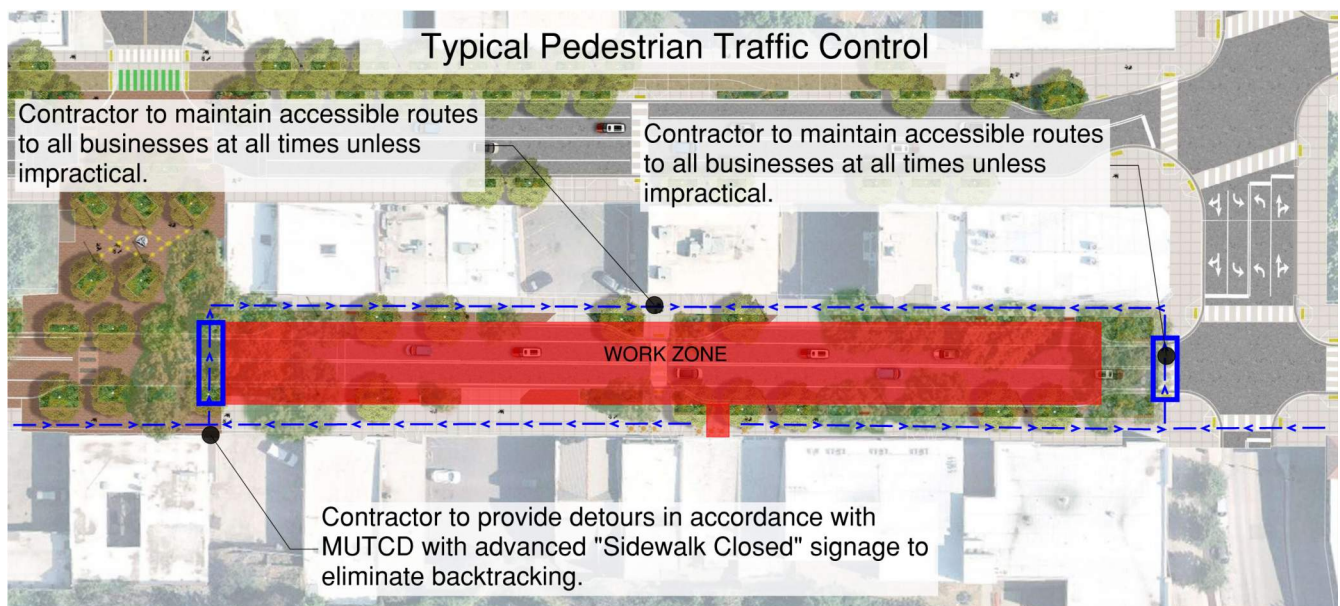 Typical Pedestrian Traffic Control
Contractor to maintain accessible routes
to all businesses at all times unless
impractical.
Contractor to maintain accessible routes
to all businesses at all times unless
impractical.
WORK ZONE
Contractor to provide detours in accordance with
MUTCD with advanced "Sidewalk Closed" signage to
eliminate backtracking.